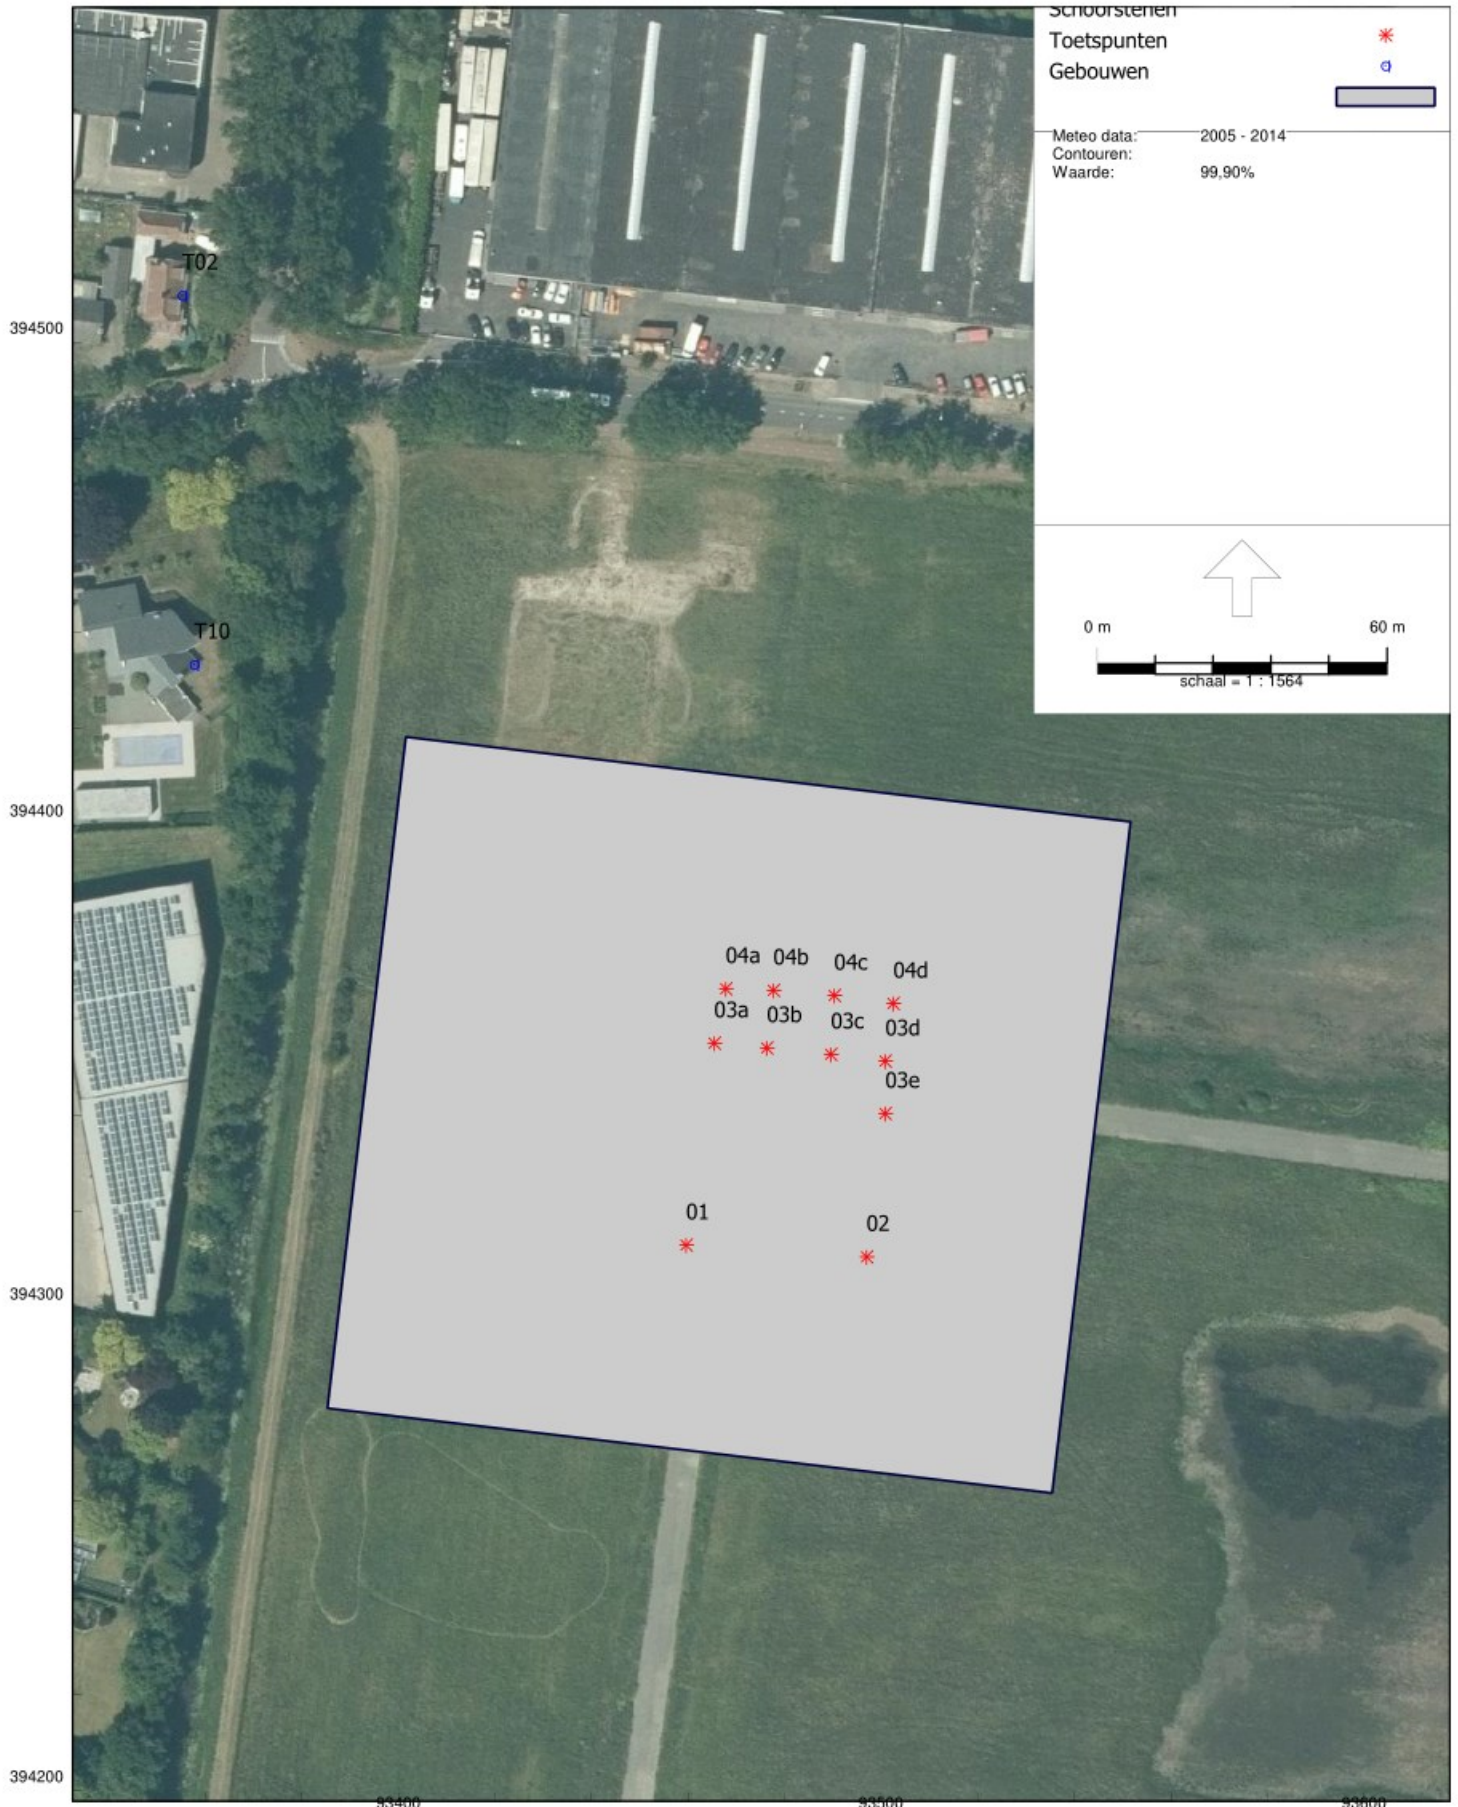 Schoorstenen
Toetspunten
Gebouwen
Meteo data: 2005 - 2014
Contouren:
Waarde: 99,90%
T02
394500
0 m 60 m
T10
schaal = 1 : 1564
394400
04a 04b 04c 04d
03a 03b 03c 03d
03e
01 02
394300
394200
93400 93500 93600